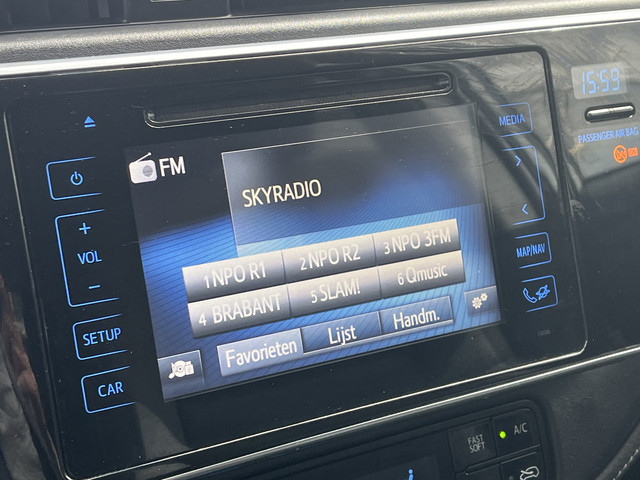 15:59
PASSENGER AIR BAG
MEDIA
FM
SKYRADIO
+
VOL
−
MAP/NAV
1 NPO R1
2 NPO R2
3 NPO 3FM
4 BRABANT
5 SLAM!
6 Qmusic
SETUP
Favorieten
Lijst
Handm.
CAR
FAST
SOFT
A/C